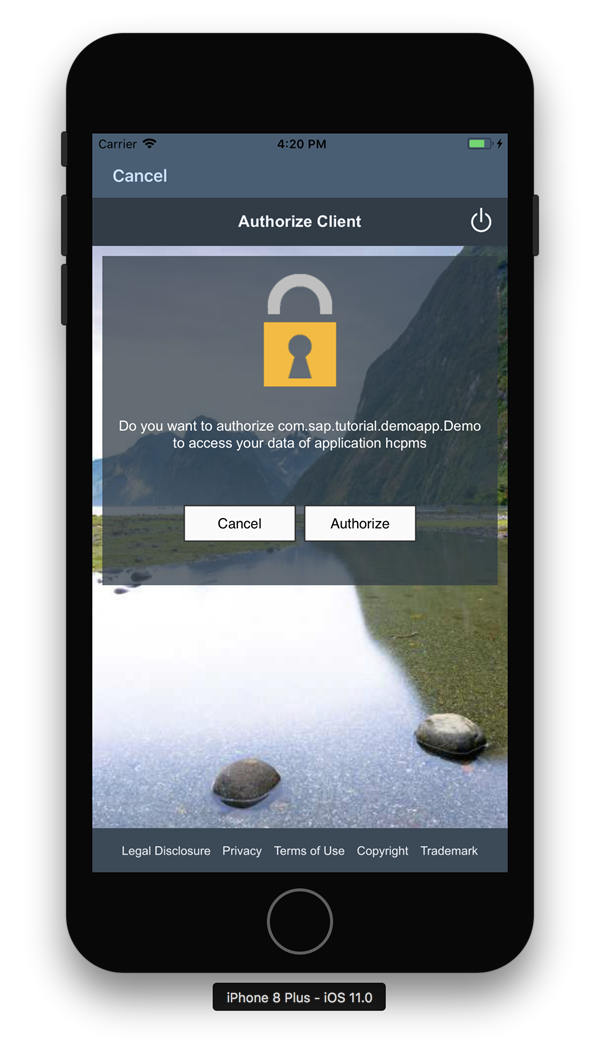 Carrier 4:20 PM
Cancel
Authorize Client
Do you want to authorize com.sap.tutorial.demoapp.Demo
to access your data of application hcpms
Cancel Authorize
Legal Disclosure Privacy Terms of Use Copyright Trademark
iPhone 8 Plus - iOS 11.0